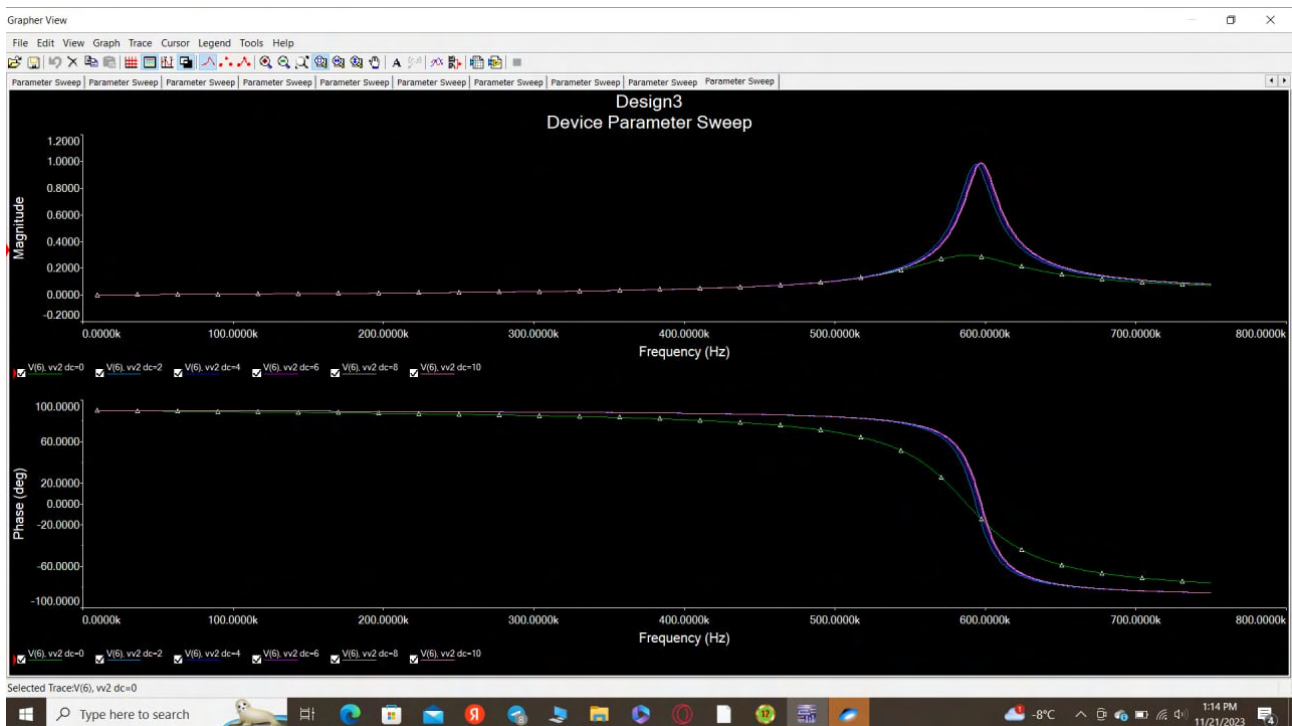 Grapher View
File Edit View Graph Trace Cursor Legend Tools Help
Parameter Sweep Parameter Sweep Parameter Sweep Parameter Sweep Parameter Sweep Parameter Sweep Parameter Sweep Parameter Sweep Parameter Sweep Parameter Sweep
Design3
Device Parameter Sweep
Magnitude
1.2000
1.0000
0.8000
0.6000
0.4000
0.2000
0.0000
-0.2000
0.0000k 100.0000k 200.0000k 300.0000k 400.0000k 500.0000k 600.0000k 700.0000k 800.0000k
Frequency (Hz)
V(6), vv2 dc=0 V(6), vv2 dc=2 V(6), vv2 dc=4 V(6), vv2 dc=6 V(6), vv2 dc=8 V(6), vv2 dc=10
Phase (deg)
100.0000
60.0000
20.0000
0.0000
-20.0000
-60.0000
-100.0000
0.0000k 100.0000k 200.0000k 300.0000k 400.0000k 500.0000k 600.0000k 700.0000k 800.0000k
Frequency (Hz)
V(6), vv2 dc=0 V(6), vv2 dc=2 V(6), vv2 dc=4 V(6), vv2 dc=6 V(6), vv2 dc=8 V(6), vv2 dc=10
Selected Trace:V(6), vv2 dc=0
Type here to search
-8°C
1:14 PM
11/21/2023